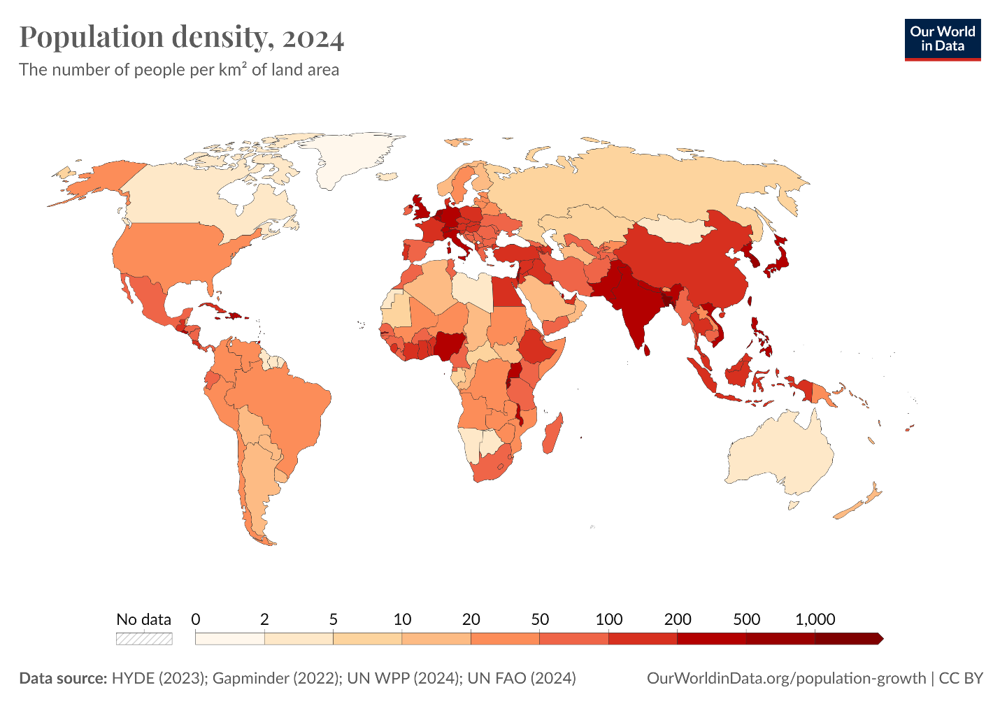 Population density, 2024
Our World
in Data
The number of people per km² of land area
No data 0 2 5 10 20 50 100 200 500 1,000
Data source: HYDE (2023); Gapminder (2022); UN WPP (2024); UN FAO (2024)
OurWorldinData.org/population-growth | CC BY